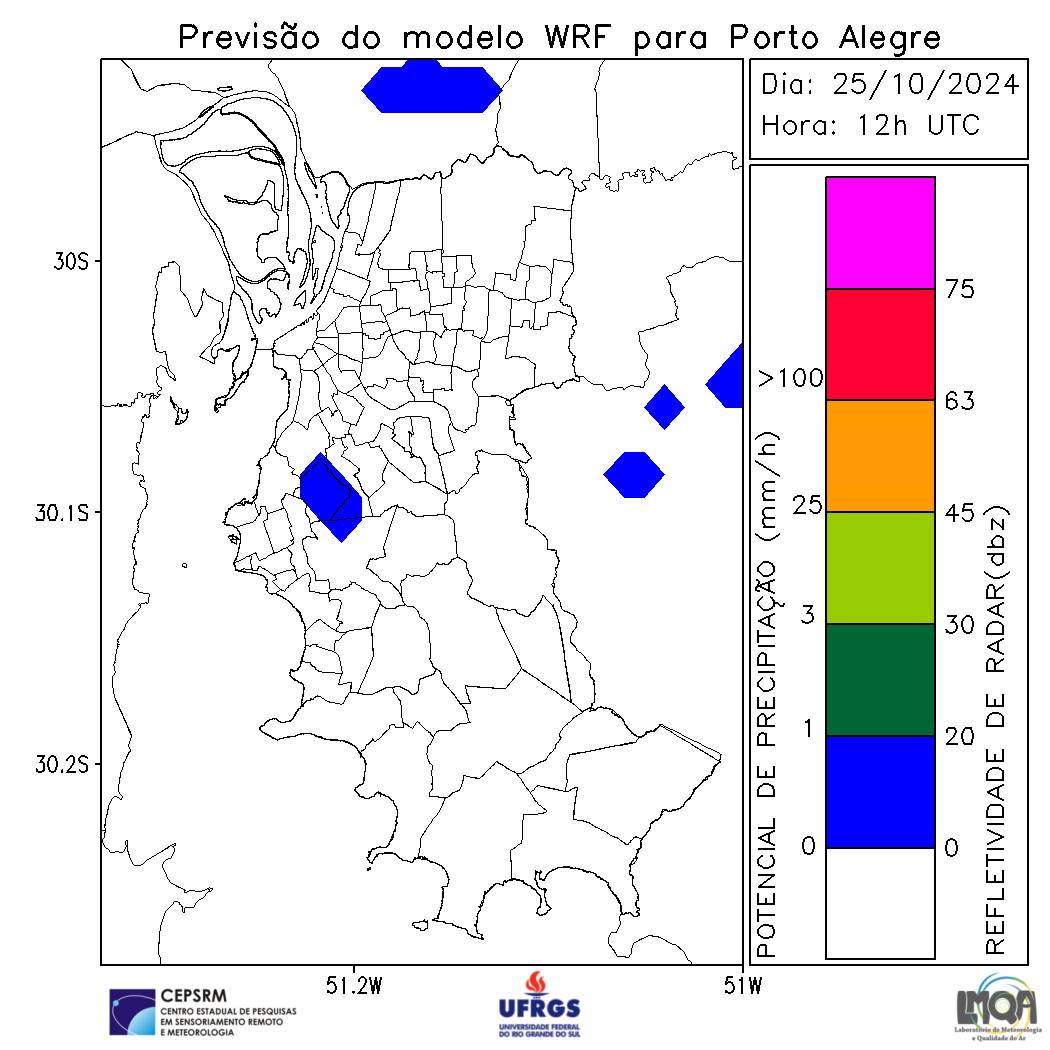 Previsão do modelo WRF para Porto Alegre
Dia: 25/10/2024
Hora: 12h UTC
30S
30.1S
30.2S
51.2W
51W
POTENCIAL DE PRECIPITAÇÃO (mm/h)
>100
25
3
1
0
75
63
45
30
20
0
REFLETIVIDADE DE RADAR(dbz)
CEPSRM
CENTRO ESTADUAL DE PESQUISAS
EM SENSORIAMENTO REMOTO
E METEOROLOGIA
UFRGS
UNIVERSIDADE FEDERAL
DO RIO GRANDE DO SUL
LMQA
Laboratório de Meteorologia
e Qualidade do Ar